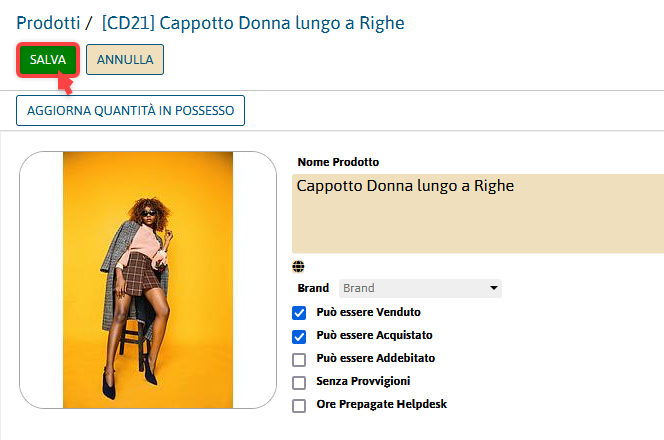 Prodotti / [CD21] Cappotto Donna lungo a Righe
SALVA ANNULLA
AGGIORNA QUANTITÀ IN POSSESSO
Nome Prodotto
Cappotto Donna lungo a Righe
Brand Brand
Può essere Venduto
Può essere Acquistato
Può essere Addebitato
Senza Provvigioni
Ore Prepagate Helpdesk